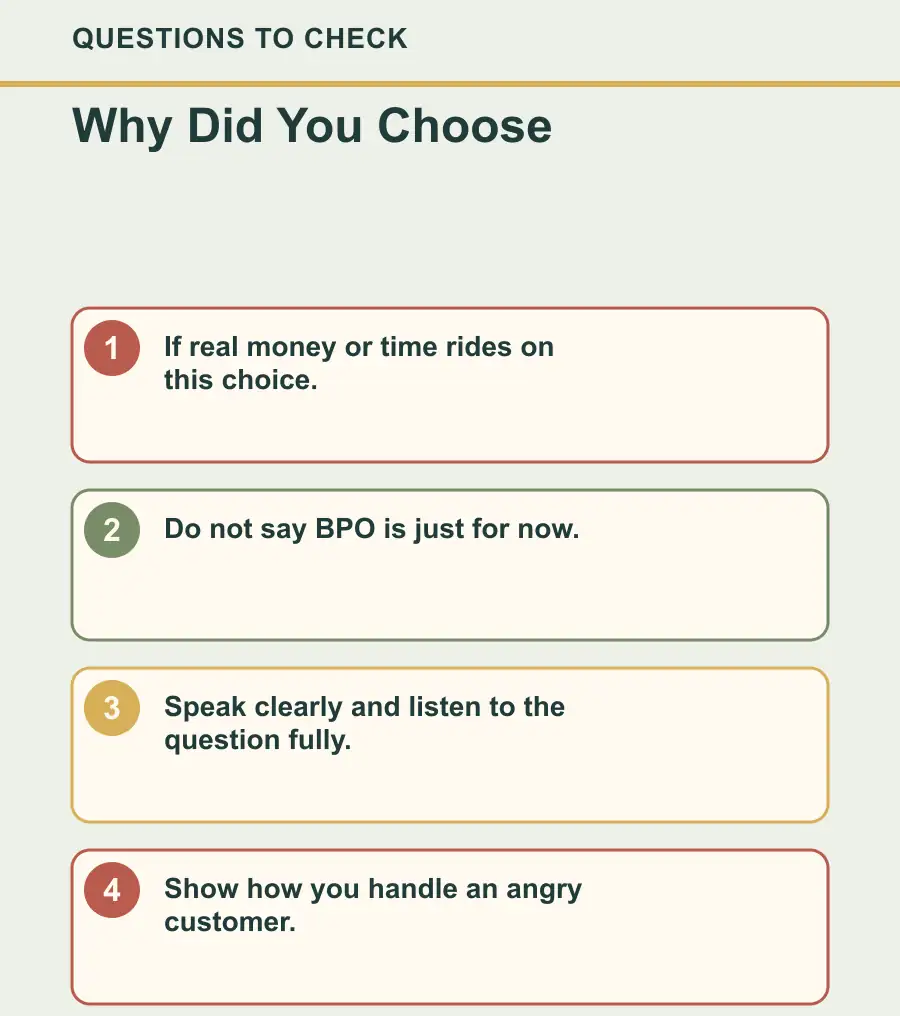 QUESTIONS TO CHECK
Why Did You Choose
1
If real money or time rides on
this choice.
2
Do not say BPO is just for now.
3
Speak clearly and listen to the
question fully.
4
Show how you handle an angry
customer.